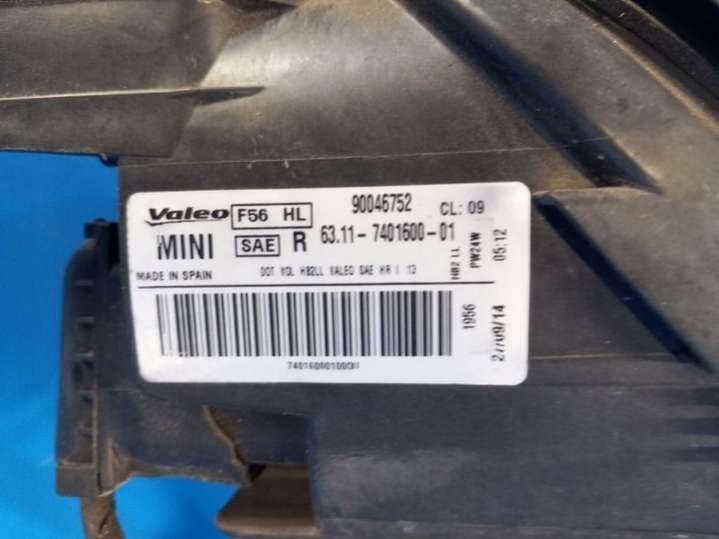 Valeo F56 HL 90046752 CL: 09
MINI SAE R 63.11-7401600-01
MADE IN SPAIN DOT VOL HB2LL VALEO SAE HR I 13
HB2 LL
PW24W 05:12
1956 27/09/14